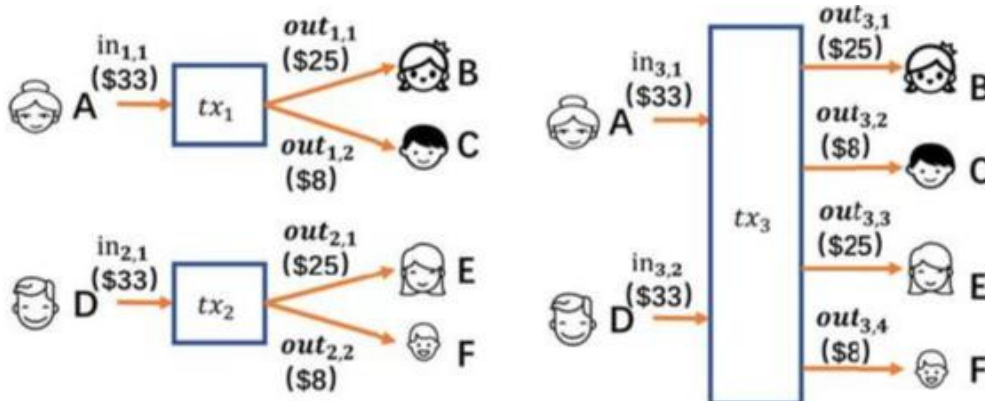 in1,1
($33)
A
tx1
out1,1
($25)
B
out1,2
($8)
C
in2,1
($33)
D
tx2
out2,1
($25)
E
out2,2
($8)
F
in3,1
($33)
A
in3,2
($33)
D
tx3
out3,1
($25)
B
out3,2
($8)
C
out3,3
($25)
E
out3,4
($8)
F